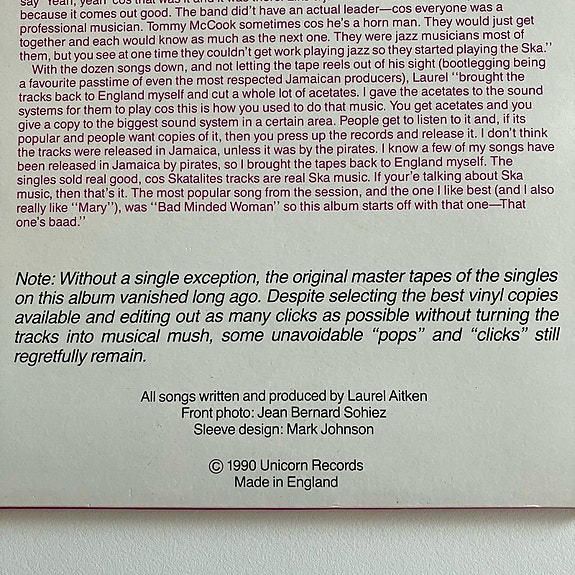 say "Yeah, yeah" cos that was it and it was
because it comes out good. The band did't have an actual leader—cos everyone was a
professional musician. Tommy McCook sometimes cos he's a horn man. They would just get
together and each would know as much as the next one. They were jazz musicians most of
them, but you see at one time they couldn't get work playing jazz so they started playing the Ska."
With the dozen songs down, and not letting the tape reels out of his sight (bootlegging being
a favourite passtime of even the most respected Jamaican producers), Laurel "brought the
tracks back to England myself and cut a whole lot of acetates. I gave the acetates to the sound
systems for them to play cos this is how you used to do that music. You get acetates and you
give a copy to the biggest sound system in a certain area. People get to listen to it and, if its
popular and people want copies of it, then you press up the records and release it. I don't think
the tracks were released in Jamaica, unless it was by the pirates. I know a few of my songs have
been released in Jamaica by pirates, so I brought the tapes back to England myself. The
singles sold real good, cos Skatalites tracks are real Ska music. If your'e talking about Ska
music, then that's it. The most popular song from the session, and the one I like best (and I also
really like "Mary"), was "Bad Minded Woman" so this album starts off with that one—That
one's baad."
Note: Without a single exception, the original master tapes of the singles
on this album vanished long ago. Despite selecting the best vinyl copies
available and editing out as many clicks as possible without turning the
tracks into musical mush, some unavoidable "pops" and "clicks" still
regretfully remain.
All songs written and produced by Laurel Aitken
Front photo: Jean Bernard Sohiez
Sleeve design: Mark Johnson
© 1990 Unicorn Records
Made in England